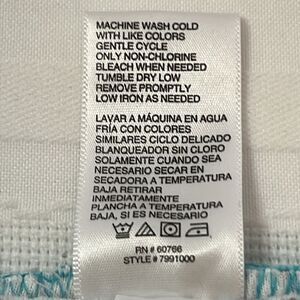 MACHINE WASH COLD
WITH LIKE COLORS
GENTLE CYCLE
ONLY NON-CHLORINE
BLEACH WHEN NEEDED
TUMBLE DRY LOW
REMOVE PROMPTLY
LOW IRON AS NEEDED
LAVAR A MÁQUINA EN AGUA
FRÍA CON COLORES
SIMILARES CICLO DELICADO
BLANQUEADOR SIN CLORO
SOLAMENTE CUANDO SEA
NECESARIO SECAR EN
SECADORA A TEMPERATURA
BAJA RETIRAR
INMEDIATAMENTE
PLANCHA A TEMPERATURA
BAJA, SI ES NECESARIO
RN # 60766
STYLE # 7991000